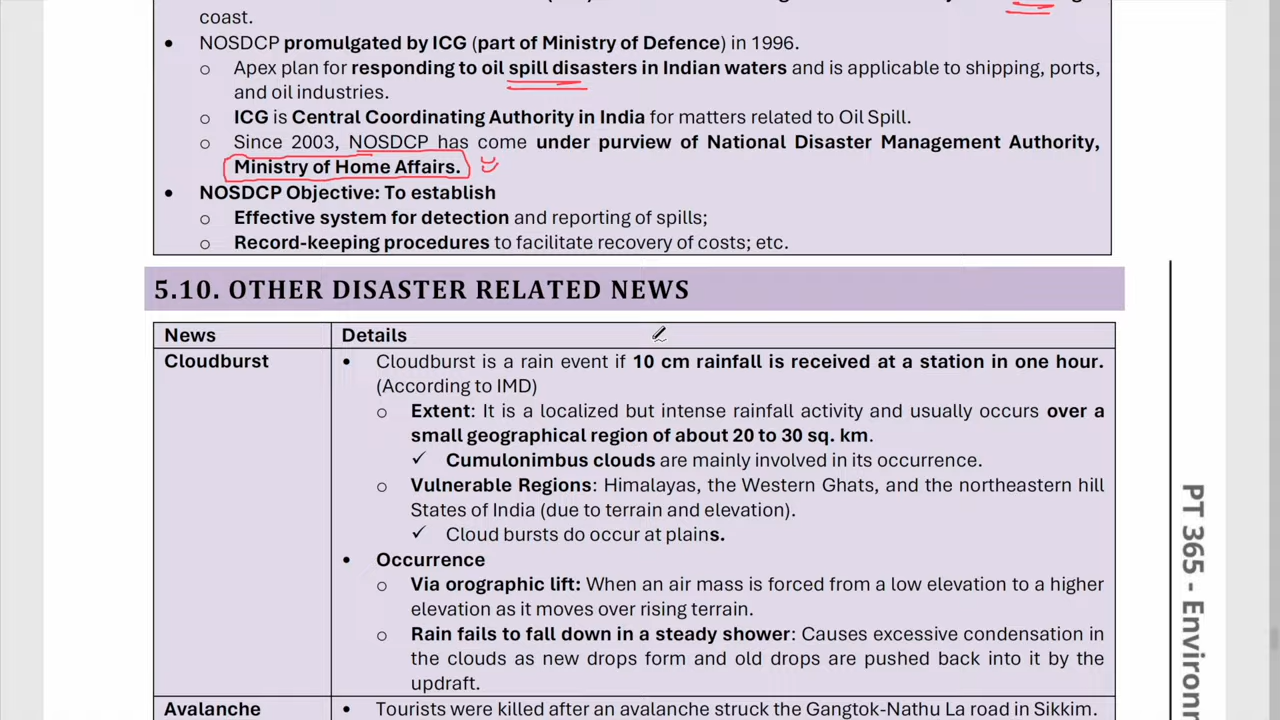 coast.
• NOSDCP promulgated by ICG (part of Ministry of Defence) in 1996.
o Apex plan for responding to oil spill disasters in Indian waters and is applicable to shipping, ports,
and oil industries.
o ICG is Central Coordinating Authority in India for matters related to Oil Spill.
o Since 2003, NOSDCP has come under purview of National Disaster Management Authority,
Ministry of Home Affairs.
• NOSDCP Objective: To establish
o Effective system for detection and reporting of spills;
o Record-keeping procedures to facilitate recovery of costs; etc.
5.10. OTHER DISASTER RELATED NEWS
News Details
Cloudburst • Cloudburst is a rain event if 10 cm rainfall is received at a station in one hour.
(According to IMD)
o Extent: It is a localized but intense rainfall activity and usually occurs over a
small geographical region of about 20 to 30 sq. km.
✓ Cumulonimbus clouds are mainly involved in its occurrence.
o Vulnerable Regions: Himalayas, the Western Ghats, and the northeastern hill
States of India (due to terrain and elevation).
✓ Cloud bursts do occur at plains.
• Occurrence
o Via orographic lift: When an air mass is forced from a low elevation to a higher
elevation as it moves over rising terrain.
o Rain fails to fall down in a steady shower: Causes excessive condensation in
the clouds as new drops form and old drops are pushed back into it by the
updraft.
Avalanche • Tourists were killed after an avalanche struck the Gangtok-Nathu La road in Sikkim.
PT 365 - Environ